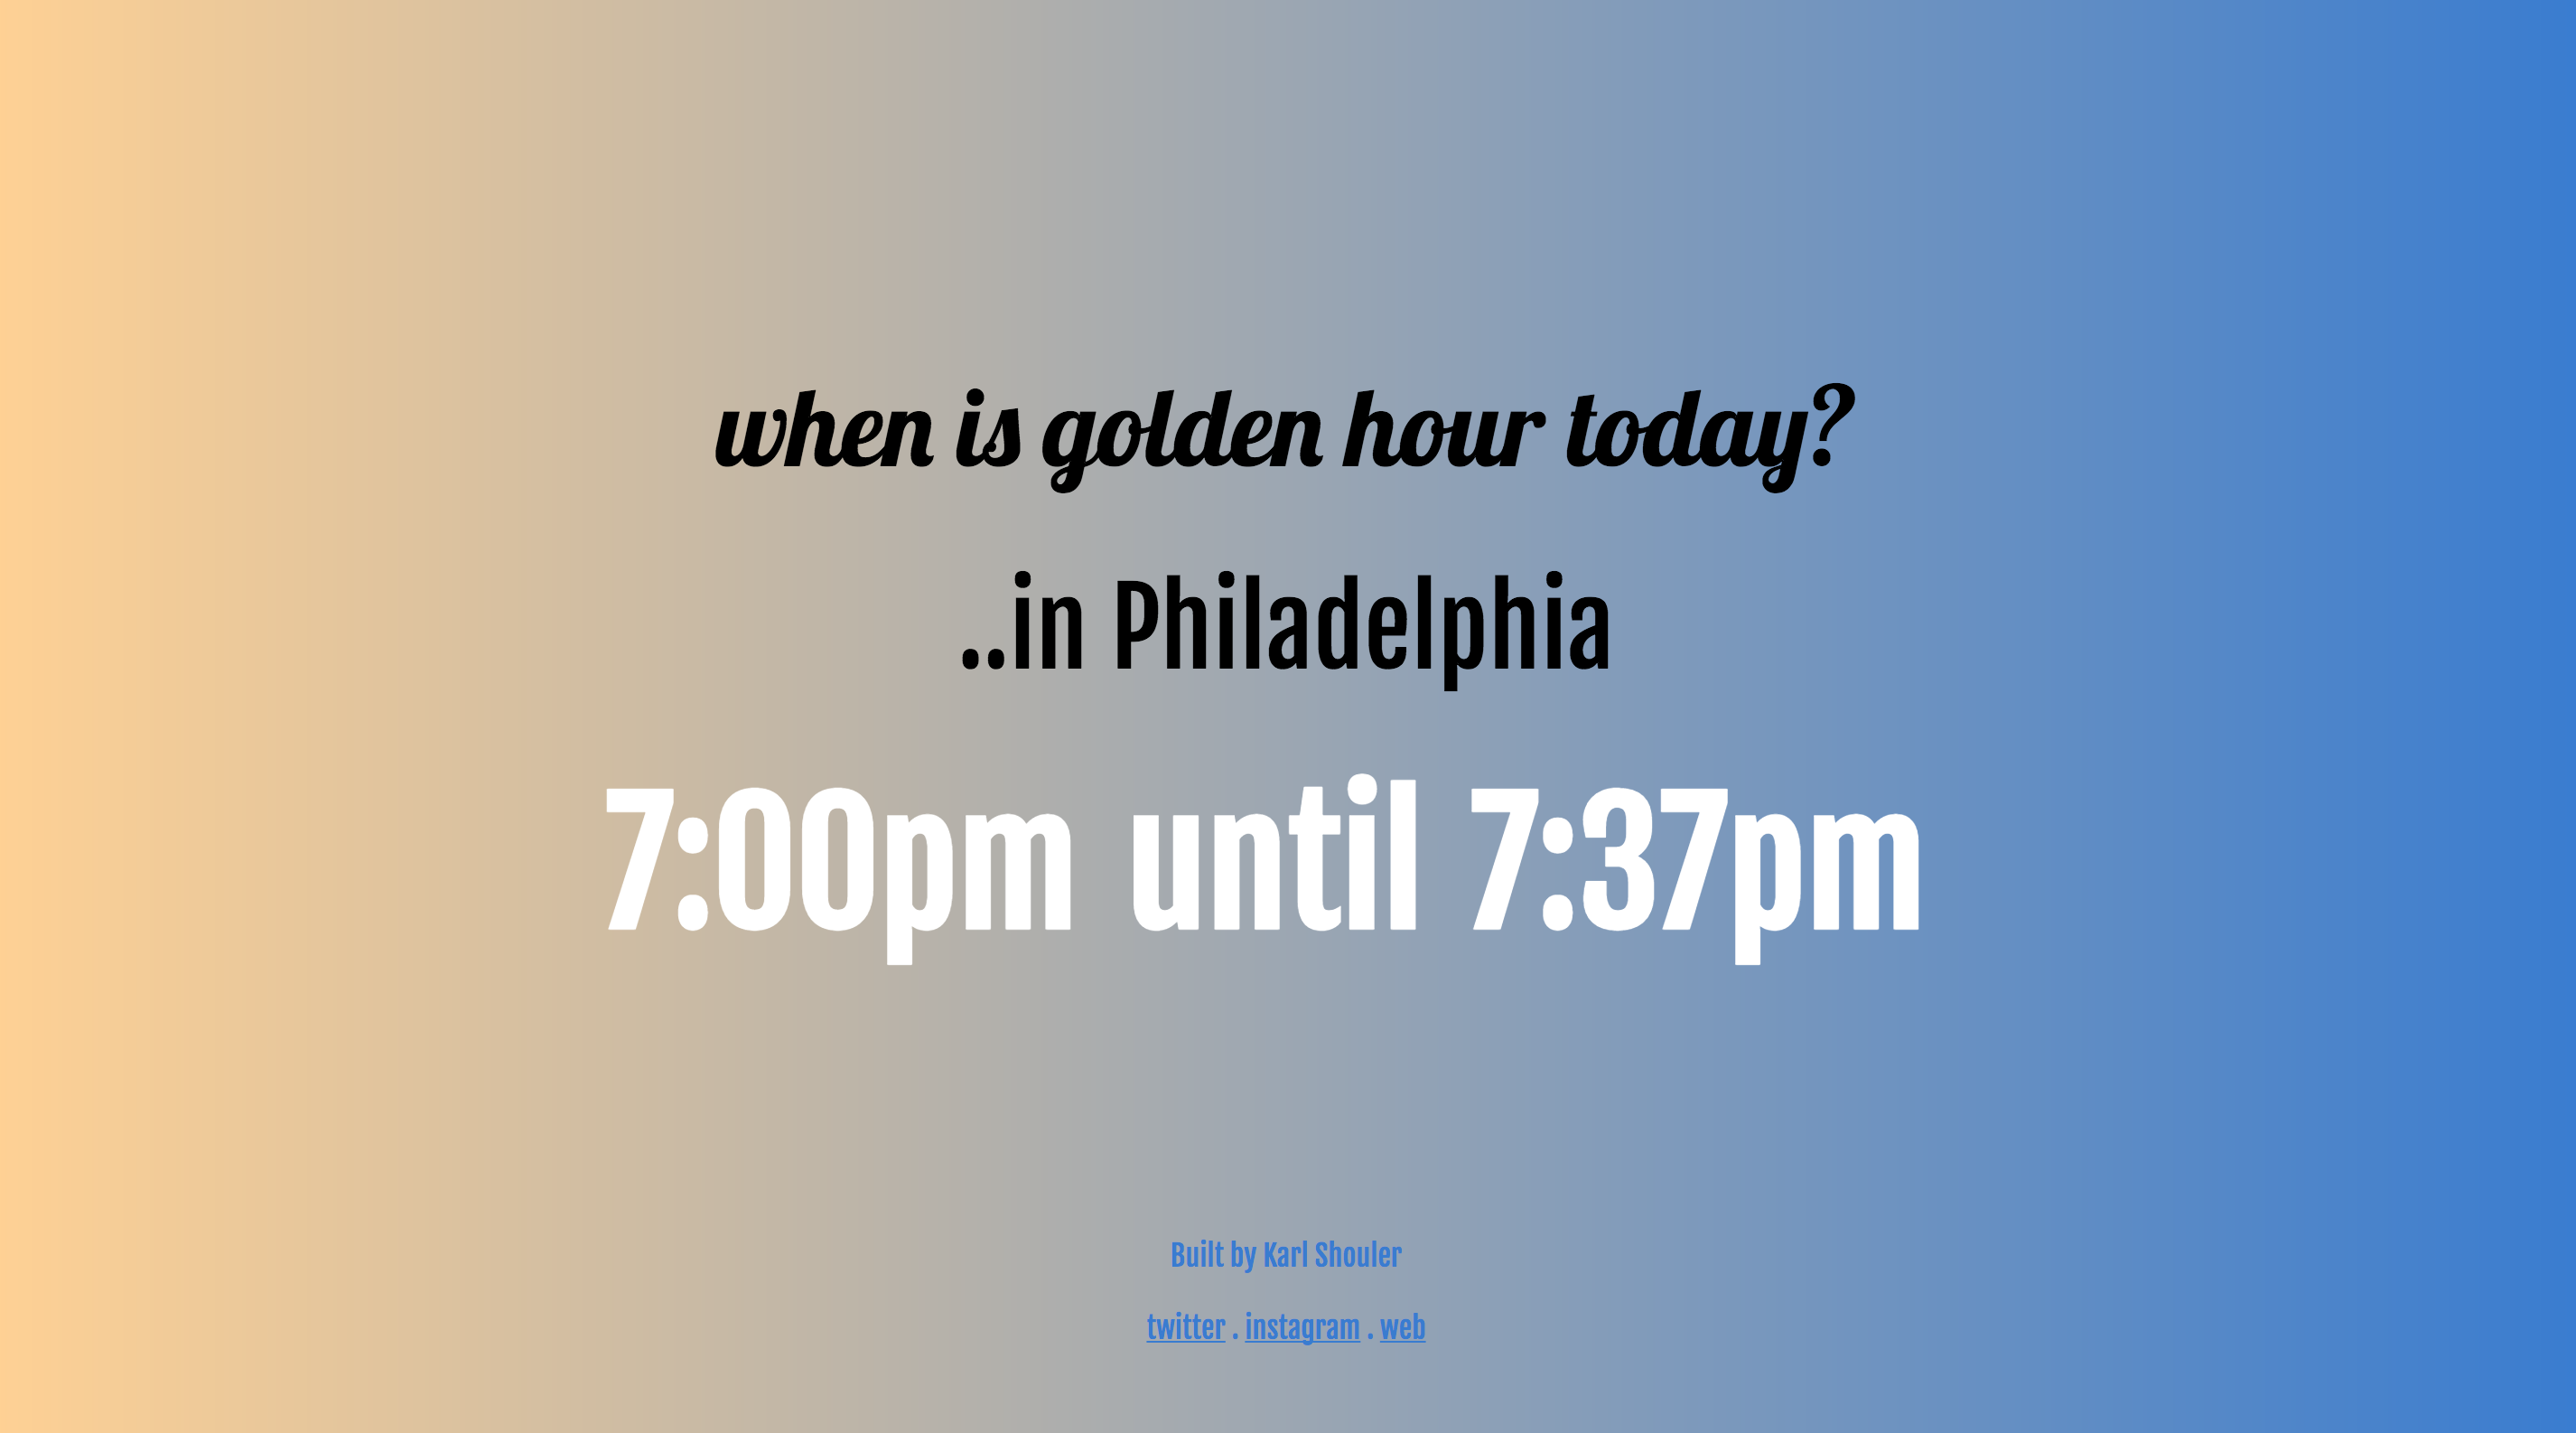 when is golden hour today?
..in Philadelphia
7:00pm until 7:37pm
Built by Karl Shouler
twitter . instagram . web